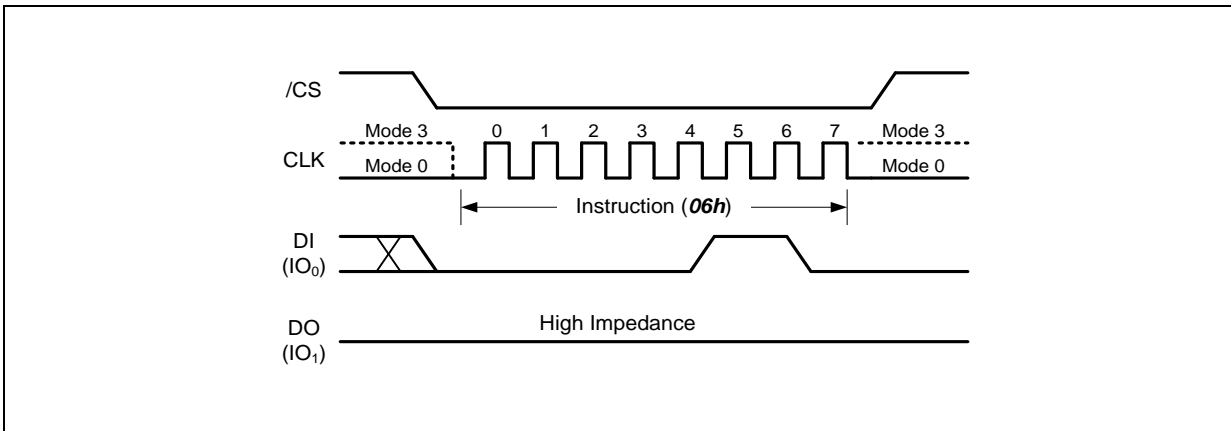 /CS
Mode 3 0 1 2 3 4 5 6 7 Mode 3
CLK
Mode 0 Mode 0
Instruction (06h)
DI
(IO₀)
High Impedance
DO
(IO₁)